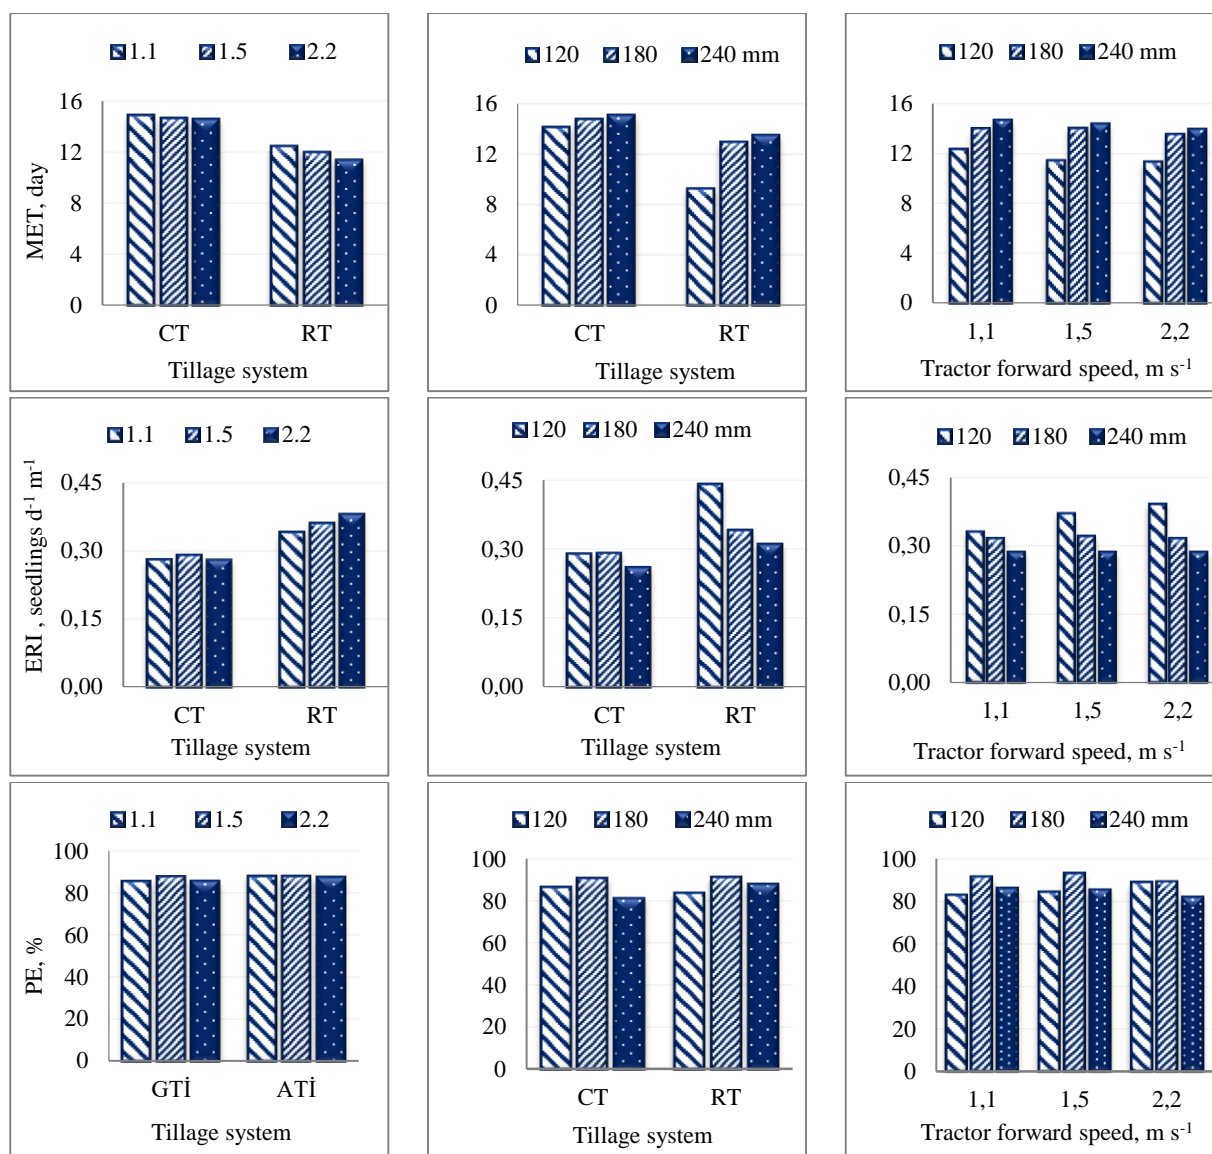 1.1 1.5 2.2
MET, day
16
12
8
4
0
CT RT
Tillage system
120 180 240 mm
16
12
8
4
0
CT RT
Tillage system
120 180 240 mm
16
12
8
4
0
1,1 1,5 2,2
Tractor forward speed, m s-1
1.1 1.5 2.2
ERI , seedlings d-1 m-1
0,45
0,30
0,15
0,00
CT RT
Tillage system
120 180 240 mm
0,45
0,30
0,15
0,00
CT RT
Tillage system
120 180 240 mm
0,45
0,30
0,15
0,00
1,1 1,5 2,2
Tractor forward speed, m s-1
1.1 1.5 2.2
PE, %
100
80
60
40
20
0
GTİ ATİ
Tillage system
120 180 240 mm
100
80
60
40
20
0
CT RT
Tillage system
120 180 240 mm
100
80
60
40
20
0
1,1 1,5 2,2
Tractor forward speed, m s-1